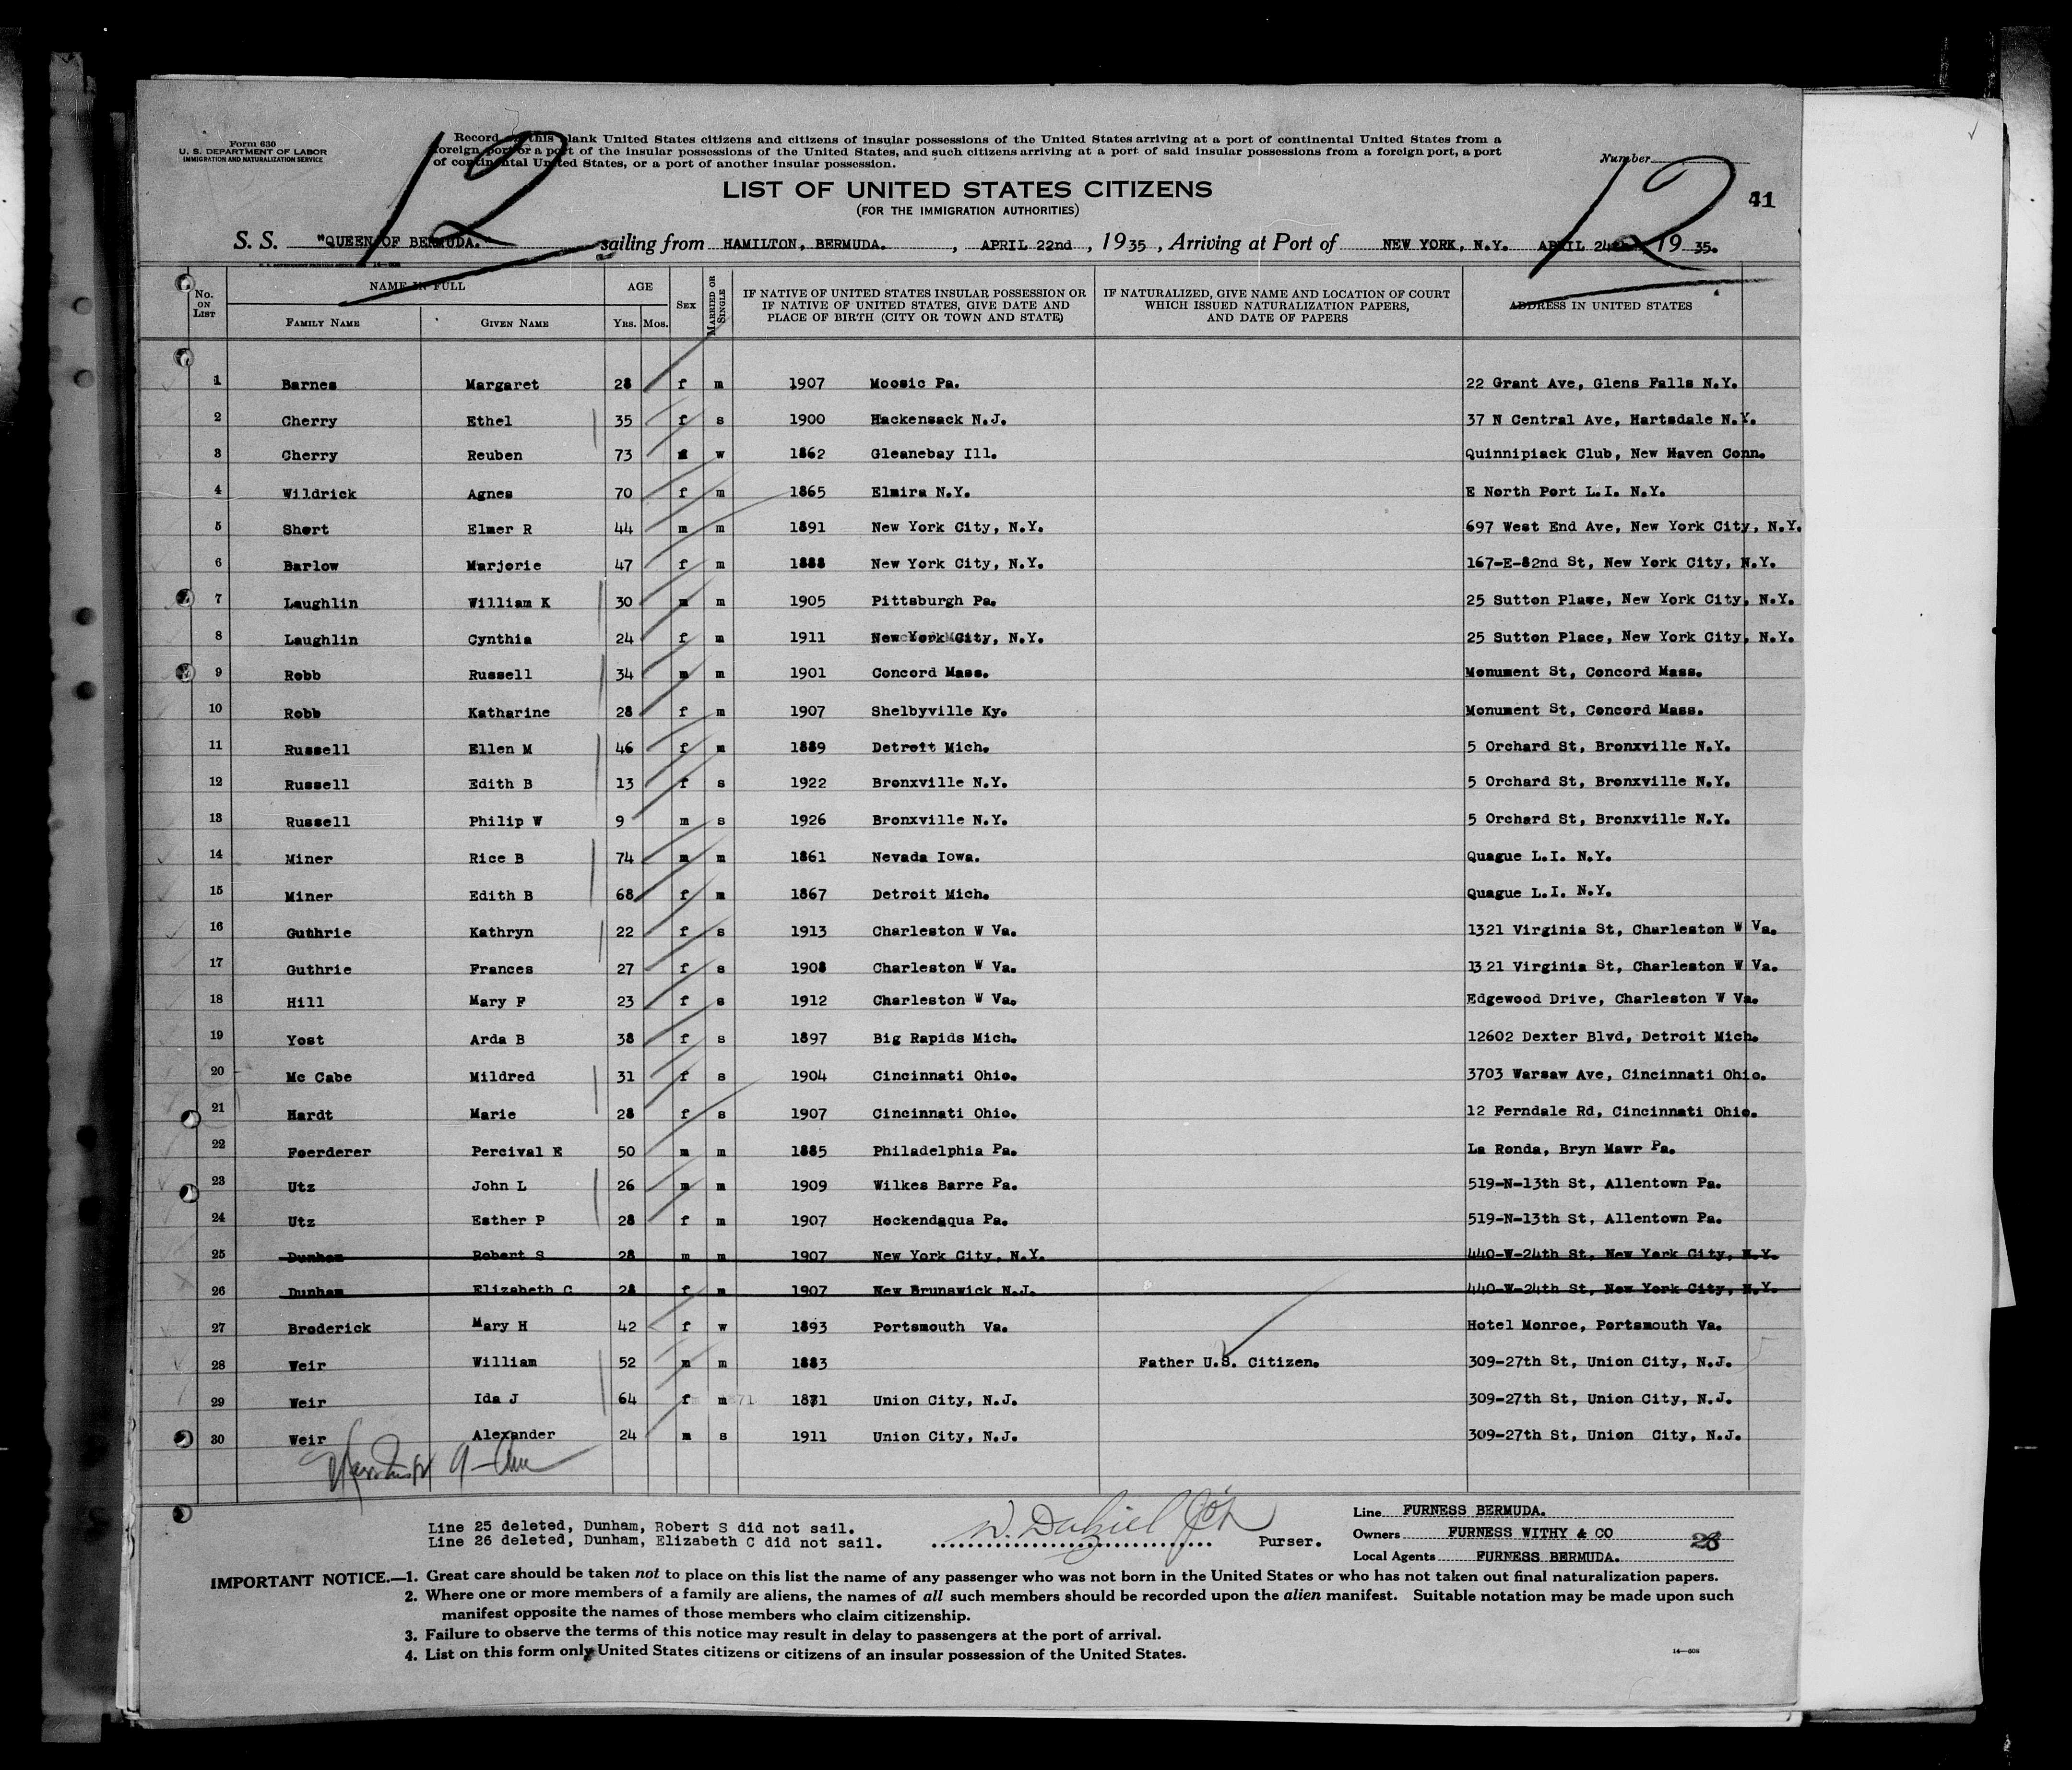 Form 630
U. S. DEPARTMENT OF LABOR
IMMIGRATION AND NATURALIZATION SERVICE
Record on this blank United States citizens and citizens of insular possessions of the United States arriving at a port of continental United States from a
foreign port or a port of the insular possessions of the United States, and such citizens arriving at a port of said insular possessions from a foreign port, a port
of continental United States, or a port of another insular possession.
Number
12
12
41
LIST OF UNITED STATES CITIZENS
(FOR THE IMMIGRATION AUTHORITIES)
S. S. "QUEEN OF BERMUDA." sailing from HAMILTON, BERMUDA. , APRIL 22nd , 1935 , Arriving at Port of NEW YORK, N.Y. APRIL 24 , 1935.
No. ON LIST NAME IN FULL FAMILY NAME GIVEN NAME AGE YRS. MOS. SEX MARRIED OR SINGLE IF NATIVE OF UNITED STATES INSULAR POSSESSION OR IF NATIVE OF UNITED STATES, GIVE DATE AND PLACE OF BIRTH (CITY OR TOWN AND STATE) IF NATURALIZED, GIVE NAME AND LOCATION OF COURT WHICH ISSUED NATURALIZATION PAPERS, AND DATE OF PAPERS ADDRESS IN UNITED STATES
1 Barnes Margaret 28 f m 1907 Moosic Pa. 22 Grant Ave, Glens Falls N.Y.
2 Cherry Ethel 35 f s 1900 Hackensack N.J. 37 N Central Ave, Hartsdale N.Y.
3 Cherry Reuben 73 w 1862 Gleanebay Ill. Quinnipiack Club, New Haven Conn.
4 Wildrick Agnes 70 f m 1865 Elmira N.Y. E North Port L.I. N.Y.
5 Short Elmer R 44 m m 1891 New York City, N.Y. 697 West End Ave, New York City, N.Y.
6 Barlow Marjorie 47 f m 1888 New York City, N.Y. 167-E-82nd St, New York City, N.Y.
7 Laughlin William K 30 m m 1905 Pittsburgh Pa. 25 Sutton Place, New York City, N.Y.
8 Laughlin Cynthia 24 f m 1911 New York City, N.Y. 25 Sutton Place, New York City, N.Y.
9 Robb Russell 34 m m 1901 Concord Mass. Monument St, Concord Mass.
10 Robb Katharine 28 f m 1907 Shelbyville Ky. Monument St, Concord Mass.
11 Russell Ellen M 46 f m 1889 Detroit Mich. 5 Orchard St, Bronxville N.Y.
12 Russell Edith B 13 f s 1922 Bronxville N.Y. 5 Orchard St, Bronxville N.Y.
13 Russell Philip W 9 m s 1926 Bronxville N.Y. 5 Orchard St, Bronxville N.Y.
14 Miner Rice B 74 m m 1861 Nevada Iowa. Quague L.I. N.Y.
15 Miner Edith B 68 f m 1867 Detroit Mich. Quague L.I. N.Y.
16 Guthrie Kathryn 22 f s 1913 Charleston W Va. 1321 Virginia St, Charleston W Va.
17 Guthrie Frances 27 f s 1908 Charleston W Va. 1321 Virginia St, Charleston W Va.
18 Hill Mary F 23 f s 1912 Charleston W Va. Edgewood Drive, Charleston W Va.
19 Yost Arda B 38 f s 1897 Big Rapids Mich. 12602 Dexter Blvd, Detroit Mich.
20 Mc Cabe Mildred 31 f s 1904 Cincinnati Ohio. 3703 Warsaw Ave, Cincinnati Ohio.
21 Hardt Marie 28 f s 1907 Cincinnati Ohio. 12 Ferndale Rd, Cincinnati Ohio.
22 Foerderer Percival E 50 m m 1885 Philadelphia Pa. La Ronda, Bryn Mawr Pa.
23 Utz John L 26 m m 1909 Wilkes Barre Pa. 519-N-13th St, Allentown Pa.
24 Utz Esther P 28 f m 1907 Hockendaqua Pa. 519-N-13th St, Allentown Pa.
25 Dunham Robert S 28 m m 1907 New York City, N.Y. 440-W-24th St, New York City, N.Y.
26 Dunham Elizabeth C 28 f m 1907 New Brunswick N.J. 440-W-24th St, New York City, N.Y.
27 Broderick Mary H 42 f w 1893 Portsmouth Va. Hotel Monroe, Portsmouth Va.
28 Weir William 52 m m 1883 Father U.S. Citizen. 309-27th St, Union City, N.J.
29 Weir Ida J 64 f m 1871 1871 Union City, N.J. 309-27th St, Union City, N.J.
30 Weir Alexander 24 m s 1911 Union City, N.J. 309-27th St, Union City, N.J.
Line 25 deleted, Dunham, Robert S did not sail.
Line 26 deleted, Dunham, Elizabeth C did not sail.
Purser.
Line FURNESS BERMUDA.
Owners FURNESS WITHY & CO
28
Local Agents FURNESS BERMUDA.
IMPORTANT NOTICE.—1. Great care should be taken not to place on this list the name of any passenger who was not born in the United States or who has not taken out final naturalization papers.
2. Where one or more members of a family are aliens, the names of all such members should be recorded upon the alien manifest. Suitable notation may be made upon such
manifest opposite the names of those members who claim citizenship.
3. Failure to observe the terms of this notice may result in delay to passengers at the port of arrival.
4. List on this form only United States citizens or citizens of an insular possession of the United States.
14—608